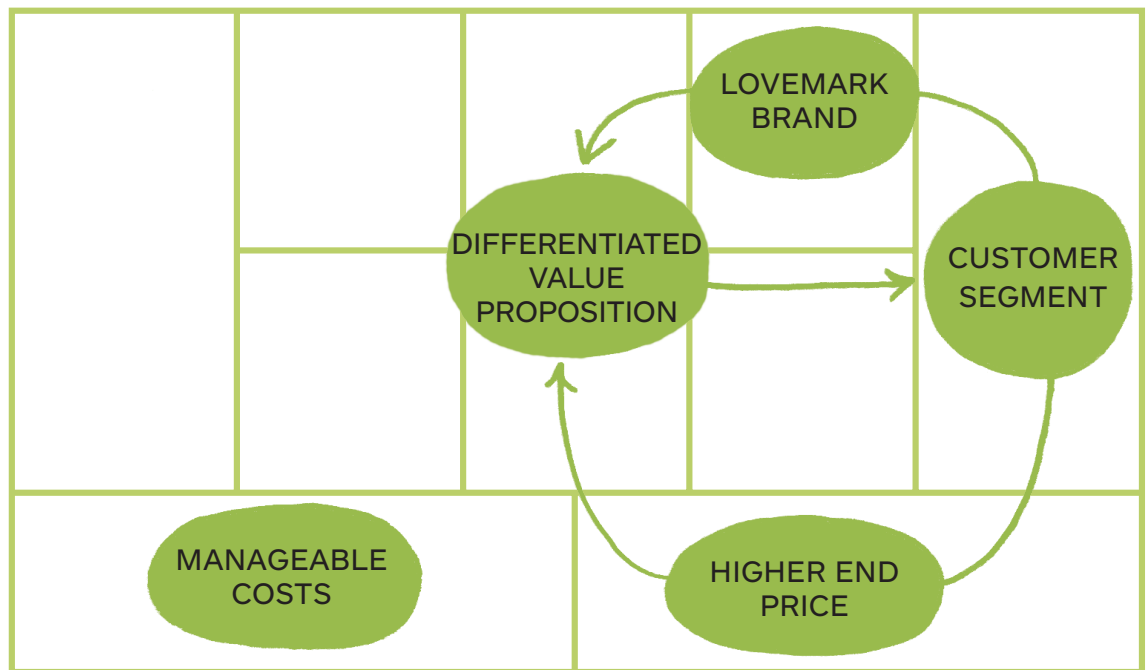 LOVEMARK
BRAND
DIFFERENTIATED
VALUE
PROPOSITION
CUSTOMER
SEGMENT
MANAGEABLE
COSTS
HIGHER END
PRICE